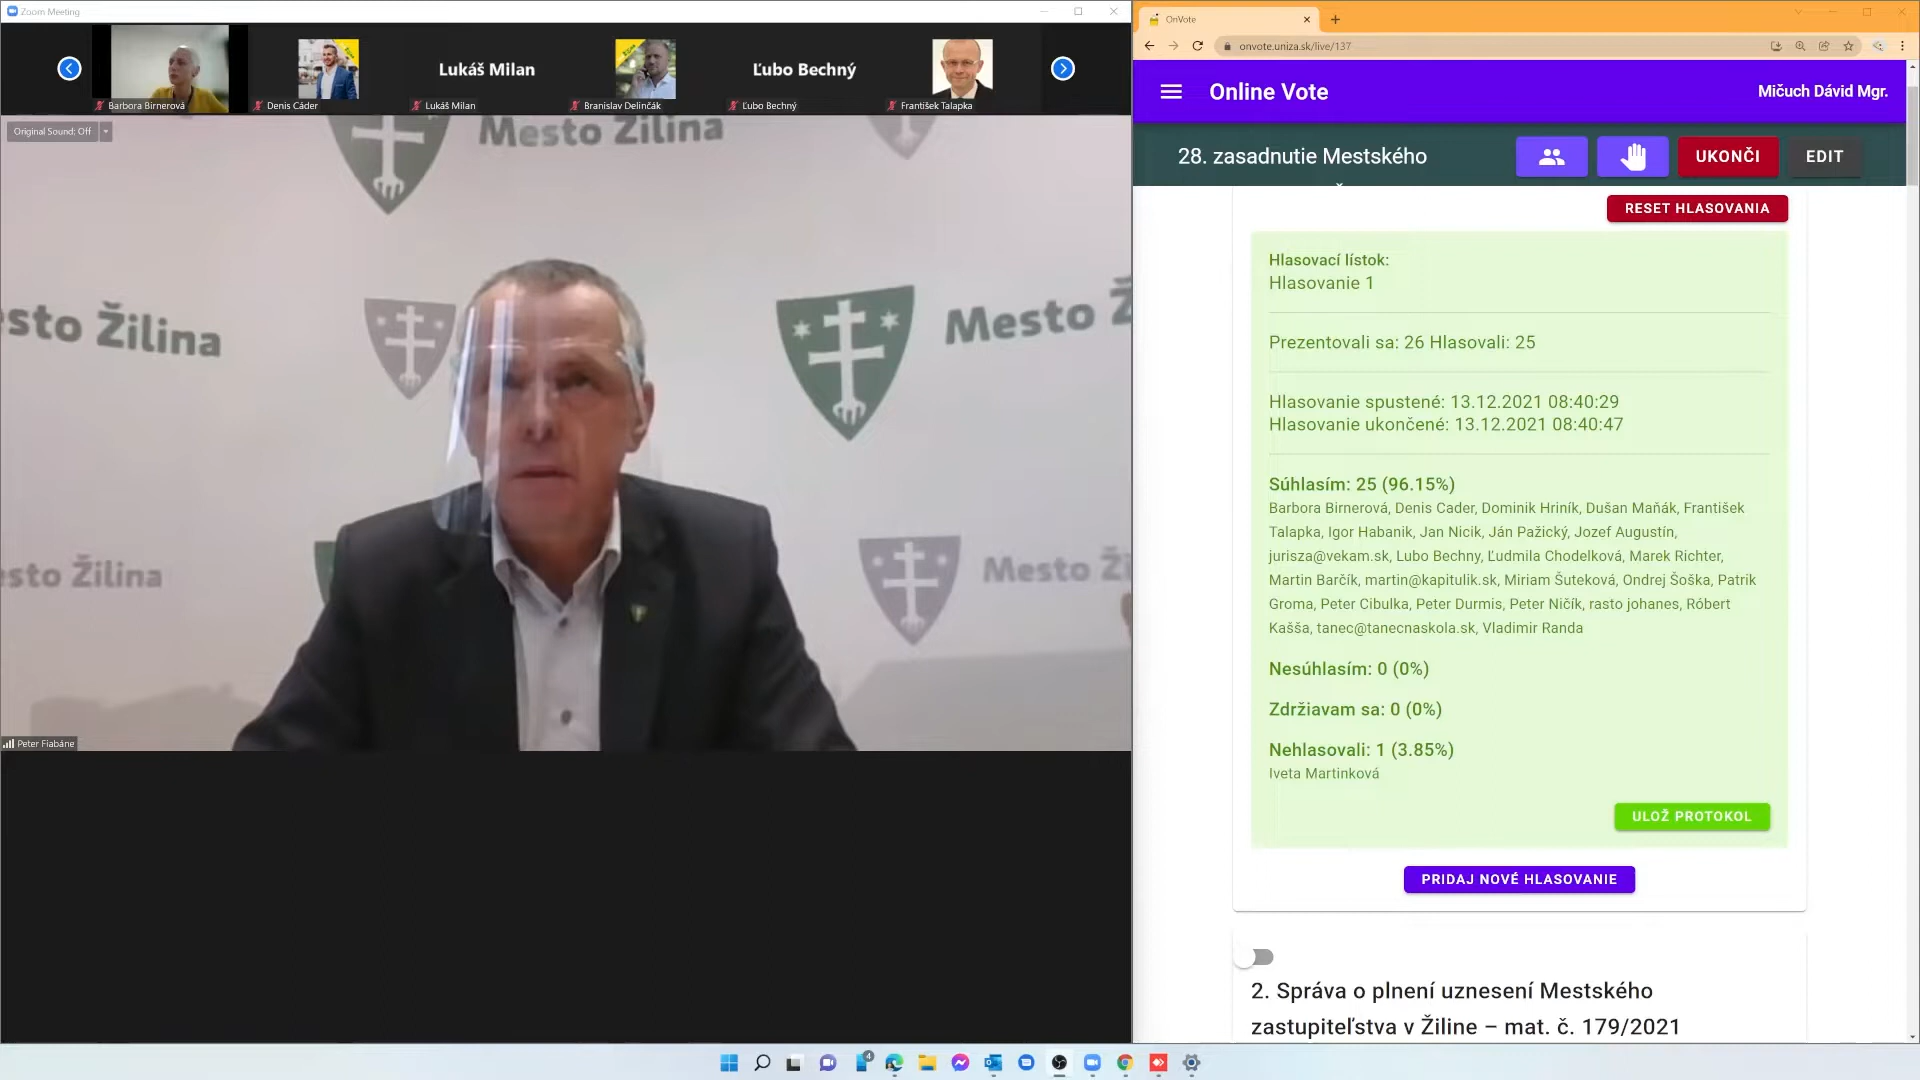 Zoom Meeting
Lukáš Milan
Ľubo Bechný
Barbora Birnerová
Denis Cáder
Lukáš Milan
Branislav Delinčák
Ľubo Bechný
František Talapka
Original Sound: Off
Mesto Žilina
sto Žilina
Mesto Ž
esto Žilina
Mesto Ži
Peter Fiabáne
OnVote
onvote.uniza.sk/live/137
Online Vote
Mičuch Dávid Mgr.
28. zasadnutie Mestského
UKONČI
EDIT
RESET HLASOVANIA
Hlasovací lístok:
Hlasovanie 1
Prezentovali sa: 26 Hlasovali: 25
Hlasovanie spustené: 13.12.2021 08:40:29
Hlasovanie ukončené: 13.12.2021 08:40:47
Súhlasím: 25 (96.15%)
Barbora Birnerová, Denis Cader, Dominik Hriník, Dušan Maňák, František
Talapka, Igor Habanik, Jan Nicik, Ján Pažický, Jozef Augustín,
jurisza@vekam.sk, Lubo Bechny, Ľudmila Chodelková, Marek Richter,
Martin Barčík, martin@kapitulik.sk, Miriam Šuteková, Ondrej Šoška, Patrik
Groma, Peter Cibulka, Peter Durmis, Peter Ničík, rasto johanes, Róbert
Kašša, tanec@tanecnaskola.sk, Vladimir Randa
Nesúhlasím: 0 (0%)
Zdržiavam sa: 0 (0%)
Nehlasovali: 1 (3.85%)
Iveta Martinková
ULOŽ PROTOKOL
PRIDAJ NOVÉ HLASOVANIE
2. Správa o plnení uznesení Mestského
zastupiteľstva v Žiline – mat. č. 179/2021
4